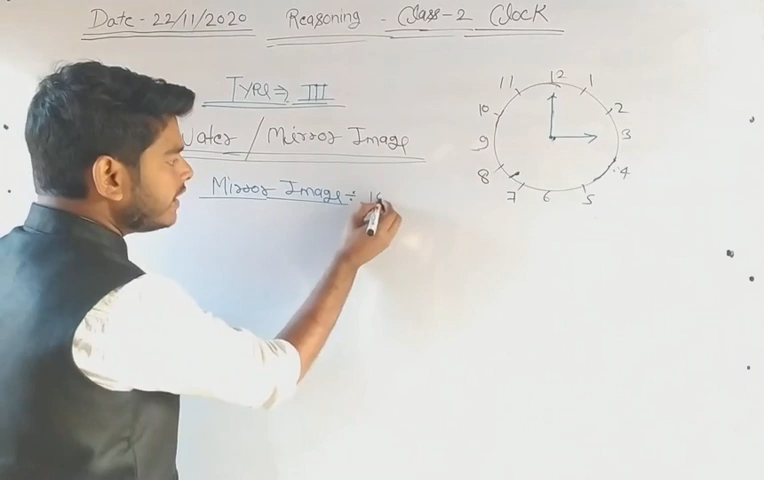 Date - 22/11/2020 Reasoning - Class-2 Clock
TYPE ⇒ III
Water / Mirror Image
Mirror Image ÷
12
11 1
10 2
9 3
8 4
7 5
6